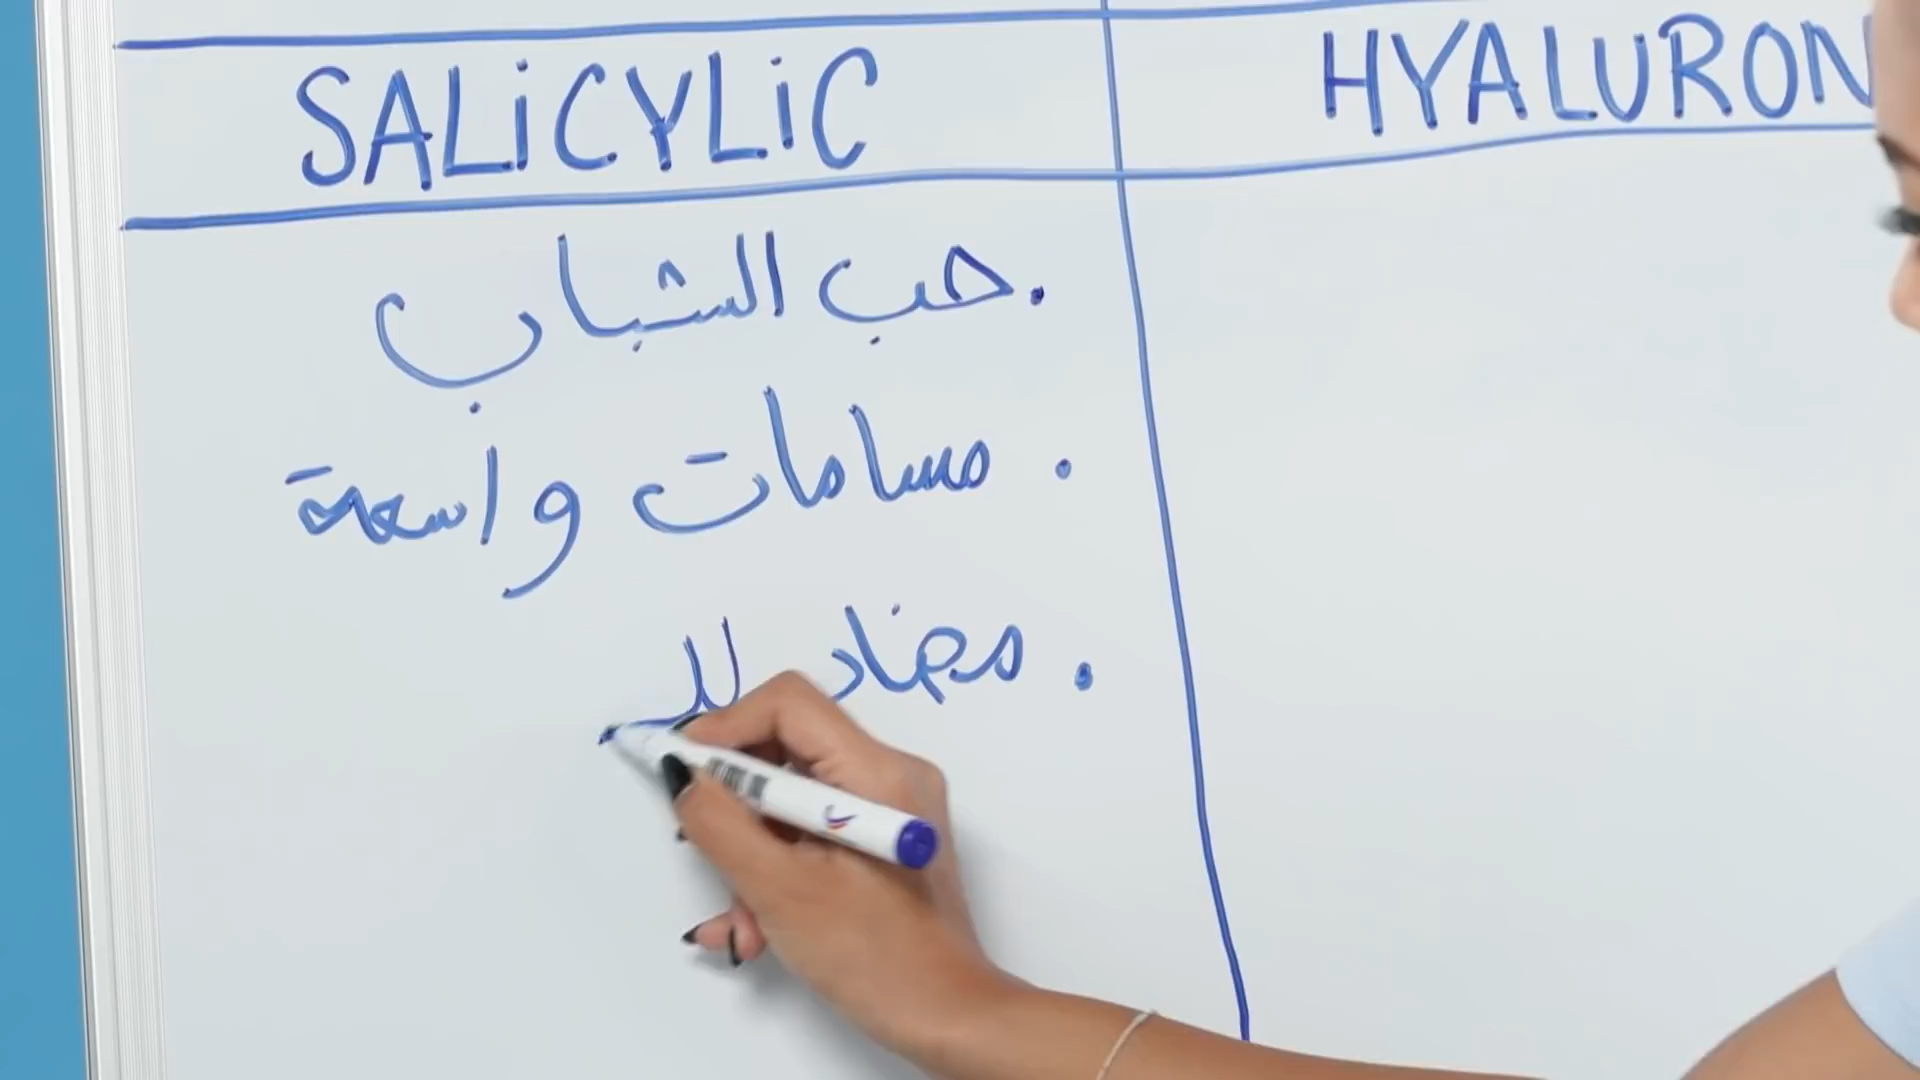 SALiCYLiC
HYALURON
. حب الشباب
. مسامات واسعة
. مضاد لل